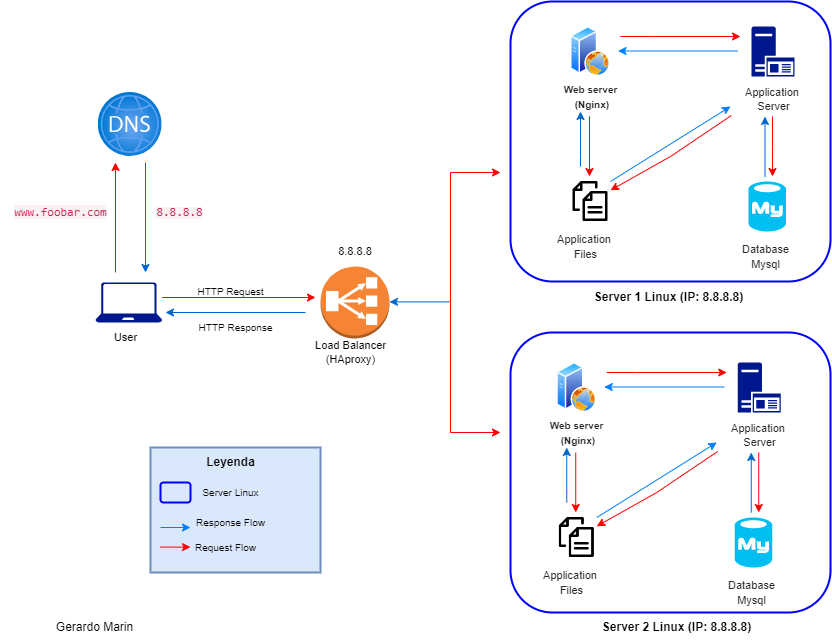 DNS
www.foobar.com
8.8.8.8
User
HTTP Request
HTTP Response
8.8.8.8
Load Balancer
(HAproxy)
Web server
(Nginx)
Application
Server
Application
Files
My
Database
Mysql
Server 1 Linux (IP: 8.8.8.8)
Web server
(Nginx)
Application
Server
Application
Files
My
Database
Mysql
Server 2 Linux (IP: 8.8.8.8)
Leyenda
Server Linux
Response Flow
Request Flow
Gerardo Marin